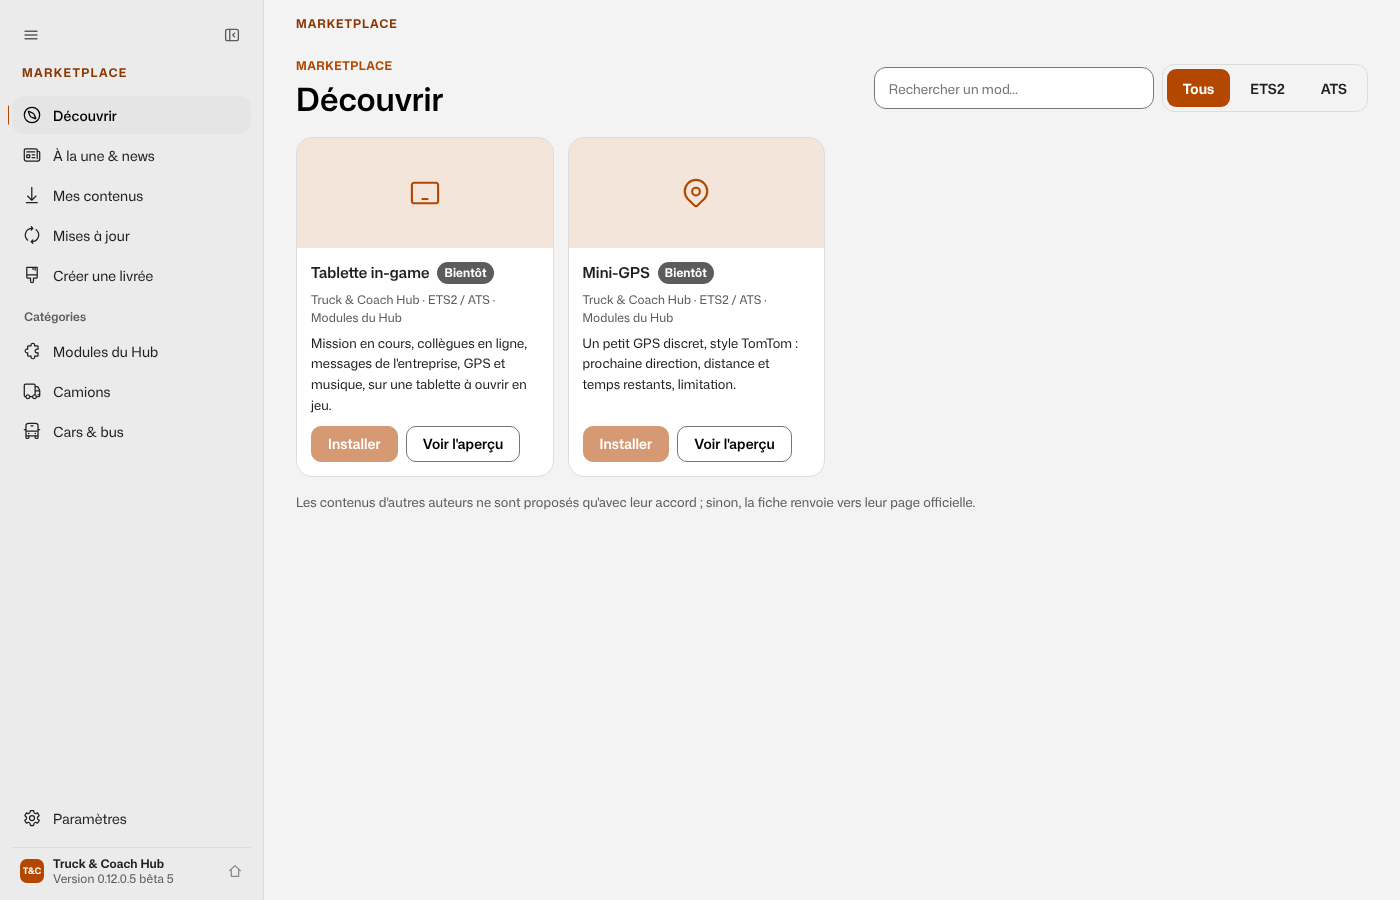 MARKETPLACE
Découvrir
À la une & news
Mes contenus
Mises à jour
Créer une livrée
Catégories
Modules du Hub
Camions
Cars & bus
Paramètres
T&C
Truck & Coach Hub
Version 0.12.0.5 bêta 5
MARKETPLACE
MARKETPLACE
Découvrir
Rechercher un mod...
Tous
ETS2
ATS
Tablette in-game
Bientôt
Truck & Coach Hub · ETS2 / ATS ·
Modules du Hub
Mission en cours, collègues en ligne,
messages de l'entreprise, GPS et
musique, sur une tablette à ouvrir en
jeu.
Installer
Voir l'aperçu
Mini-GPS
Bientôt
Truck & Coach Hub · ETS2 / ATS ·
Modules du Hub
Un petit GPS discret, style TomTom :
prochaine direction, distance et
temps restants, limitation.
Installer
Voir l'aperçu
Les contenus d'autres auteurs ne sont proposés qu'avec leur accord ; sinon, la fiche renvoie vers leur page officielle.